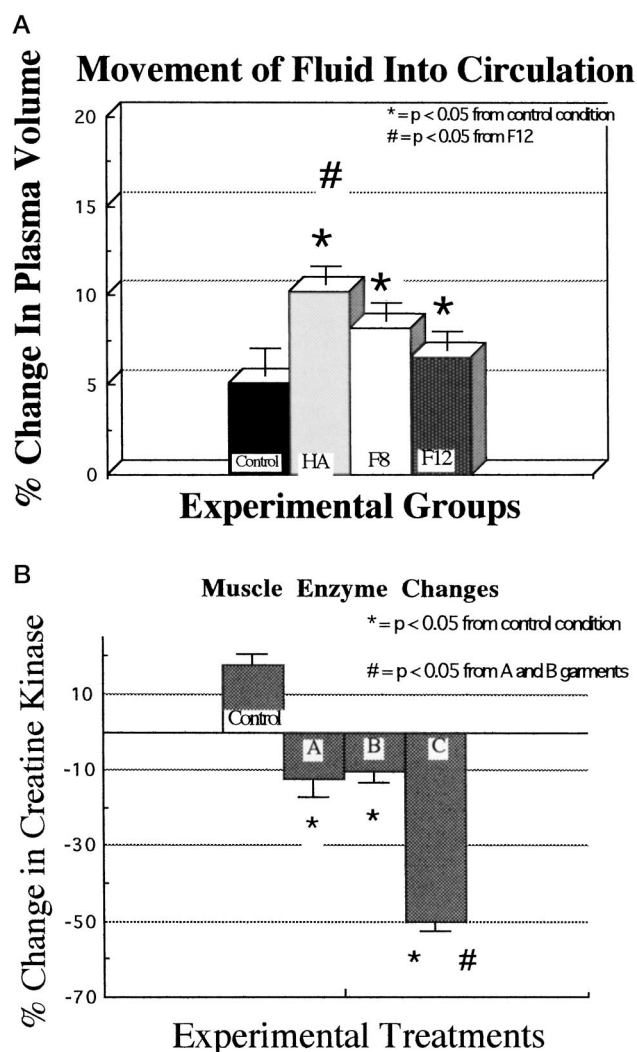 A
Movement of Fluid Into Circulation
% Change In Plasma Volume
20
* = p < 0.05 from control condition
# = p < 0.05 from F12
15
#
*
*
*
10
5
0
Control
HA
F8
F12
Experimental Groups
B
Muscle Enzyme Changes
% Change in Creatine Kinase
* = p < 0.05 from control condition
# = p < 0.05 from A and B garments
10
Control
A
B
C
-10
*
*
-30
-50
* #
-70
Experimental Treatments